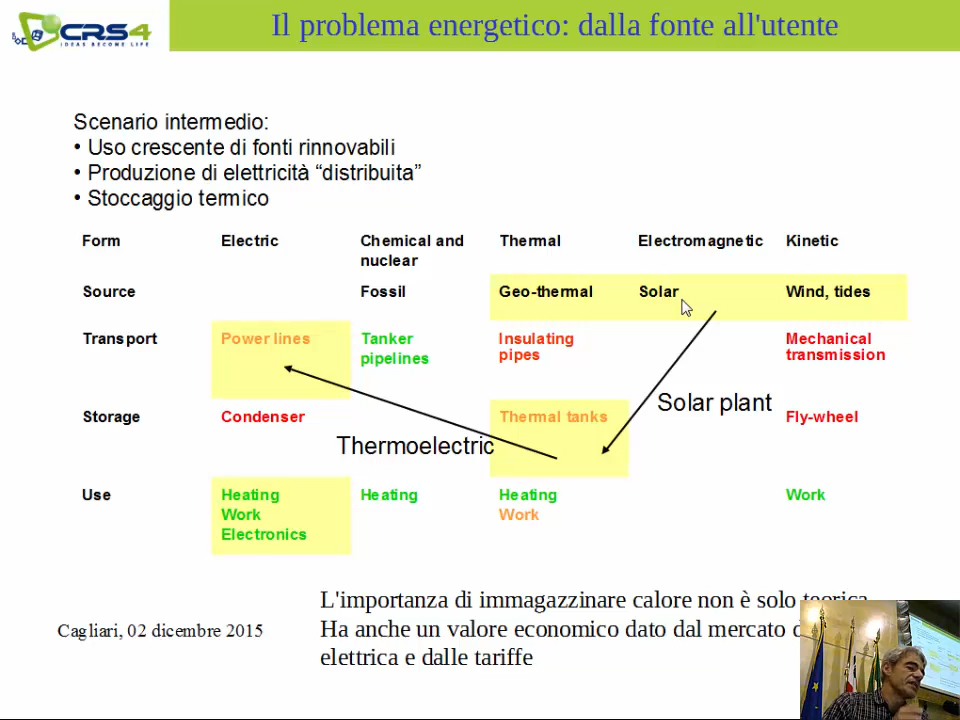 CRS4
IDEAS BECOME LIFE
Il problema energetico: dalla fonte all'utente
Scenario intermedio:
• Uso crescente di fonti rinnovabili
• Produzione di elettricità “distribuita”
• Stoccaggio termico
Form Electric Chemical and nuclear Thermal Electromagnetic Kinetic
Source Fossil Geo-thermal Solar Wind, tides
Transport Power lines Tanker pipelines Insulating pipes Mechanical transmission
Solar plant
Storage Condenser Thermal tanks Fly-wheel
Thermoelectric
Use Heating Work Electronics Heating Heating Work Work
L'importanza di immagazzinare calore non è solo teorica
Cagliari, 02 dicembre 2015
Ha anche un valore economico dato dal mercato
elettrica e dalle tariffe